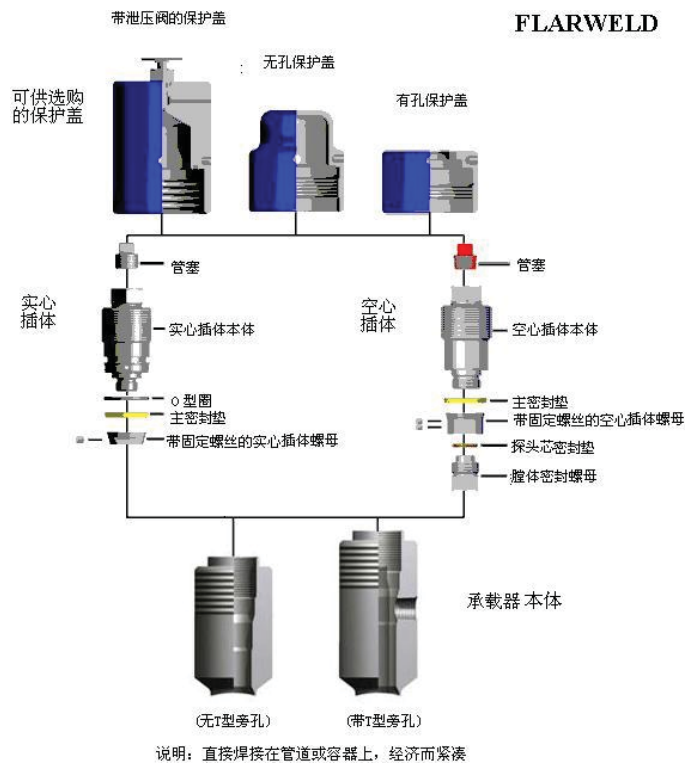 带泄压阀的保护盖
FLARWELD
可供选购
的保护盖
:
无孔保护盖
有孔保护盖
实心
插体
管塞
实心插体本体
O型圈
主密封垫
带固定螺丝的实心插体螺母
空心
插体
管塞
空心插体本体
主密封垫
带固定螺丝的空心插体螺母
探头芯密封垫
膛体密封螺母
承载器本体
(无T型旁孔)
(带T型旁孔)
说明：直接焊接在管道或容器上，经济而紧凑